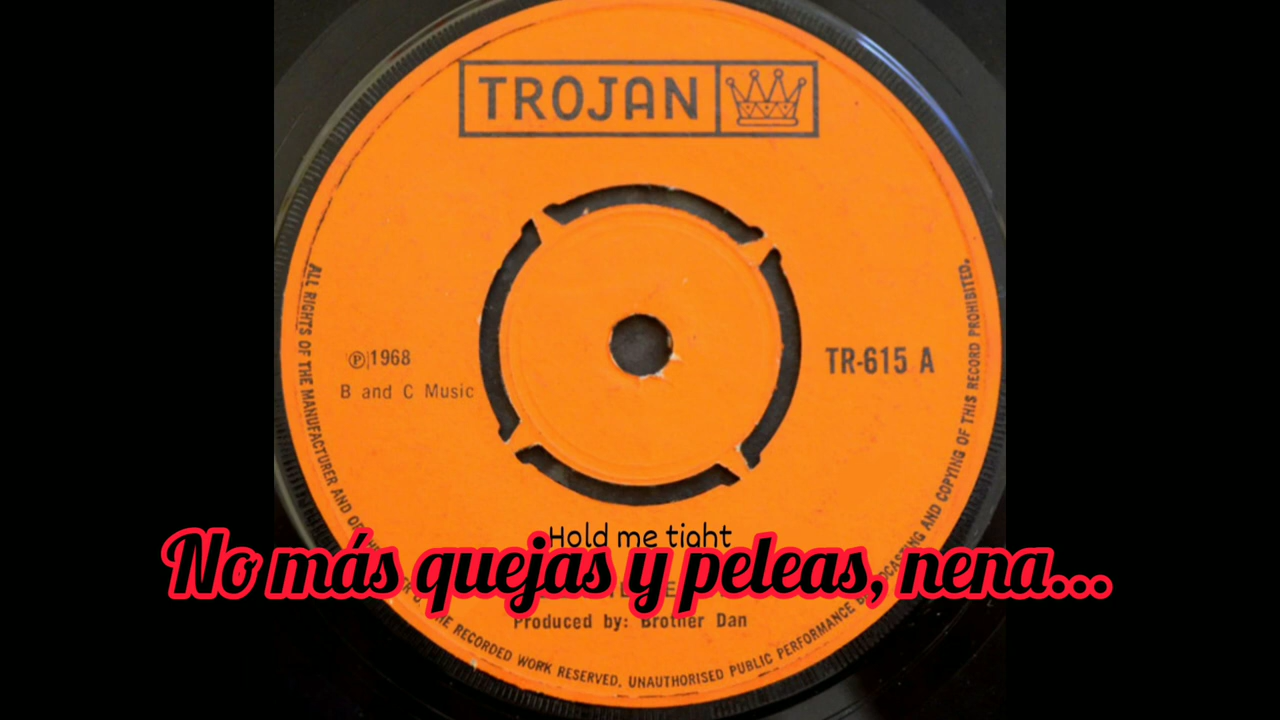 TROJAN
ALL RIGHTS OF THE MANUFACTURER AND OF
THE RECORDED WORK RESERVED. UNAUTHORISED PUBLIC PERFORMANCE BROADCASTING AND COPYING OF THIS RECORD PROHIBITED.
Ⓟ1968
B and C Music
TR-615 A
Hold me tight
No más quejas y peleas, nena...
Produced by: Brother Dan